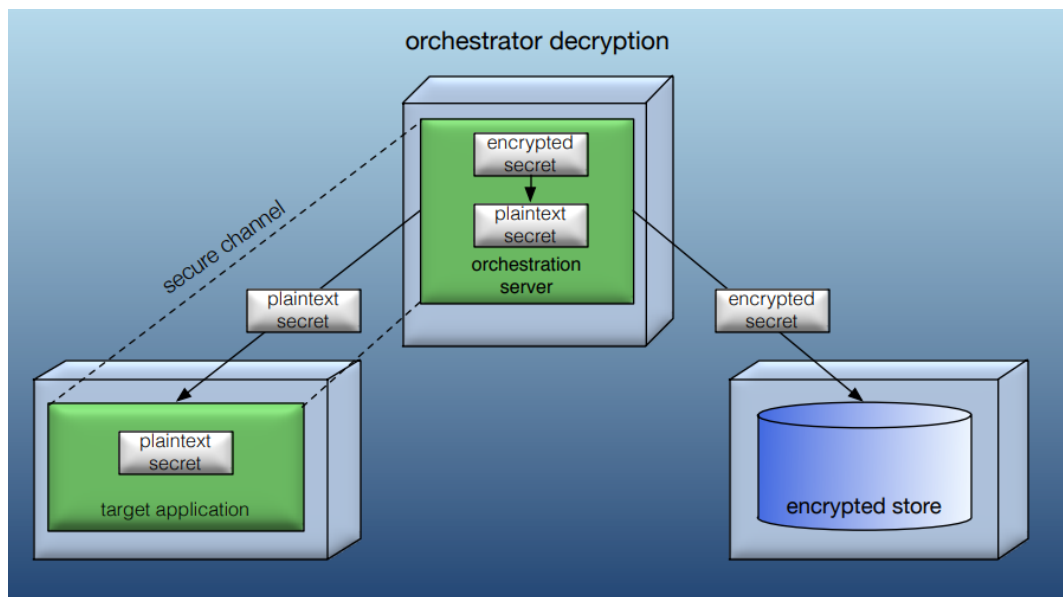 orchestrator decryption
encrypted
secret
plaintext
secret
orchestration
server
secure channel
plaintext
secret
encrypted
secret
plaintext
secret
target application
encrypted store